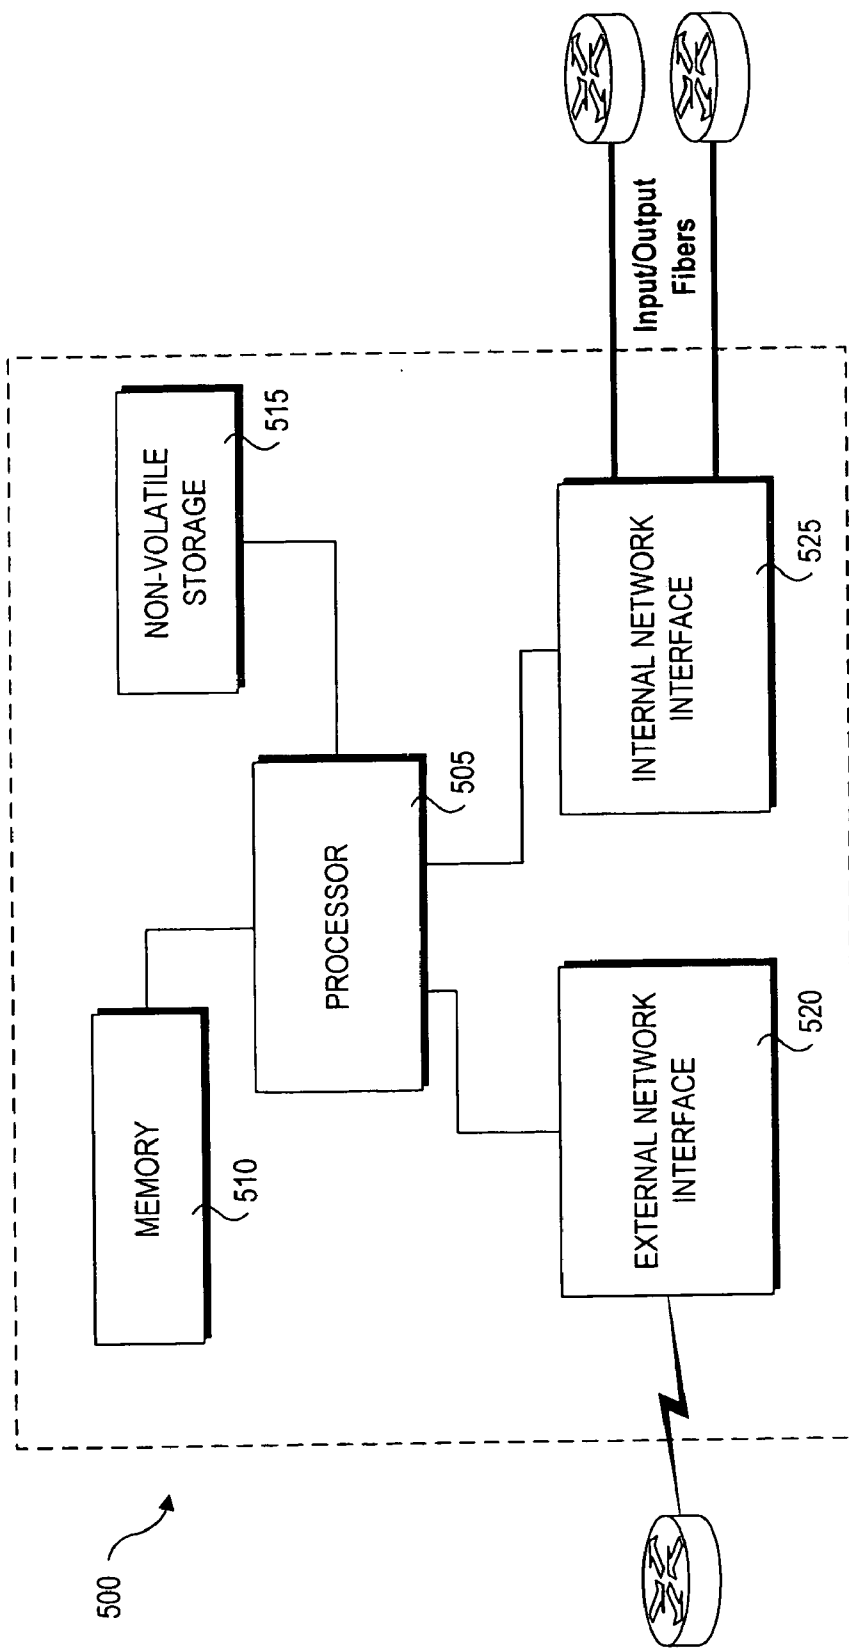 500
MEMORY
510
NON-VOLATILE
STORAGE
515
PROCESSOR
505
EXTERNAL NETWORK
INTERFACE
520
INTERNAL NETWORK
INTERFACE
525
Input/Output
Fibers